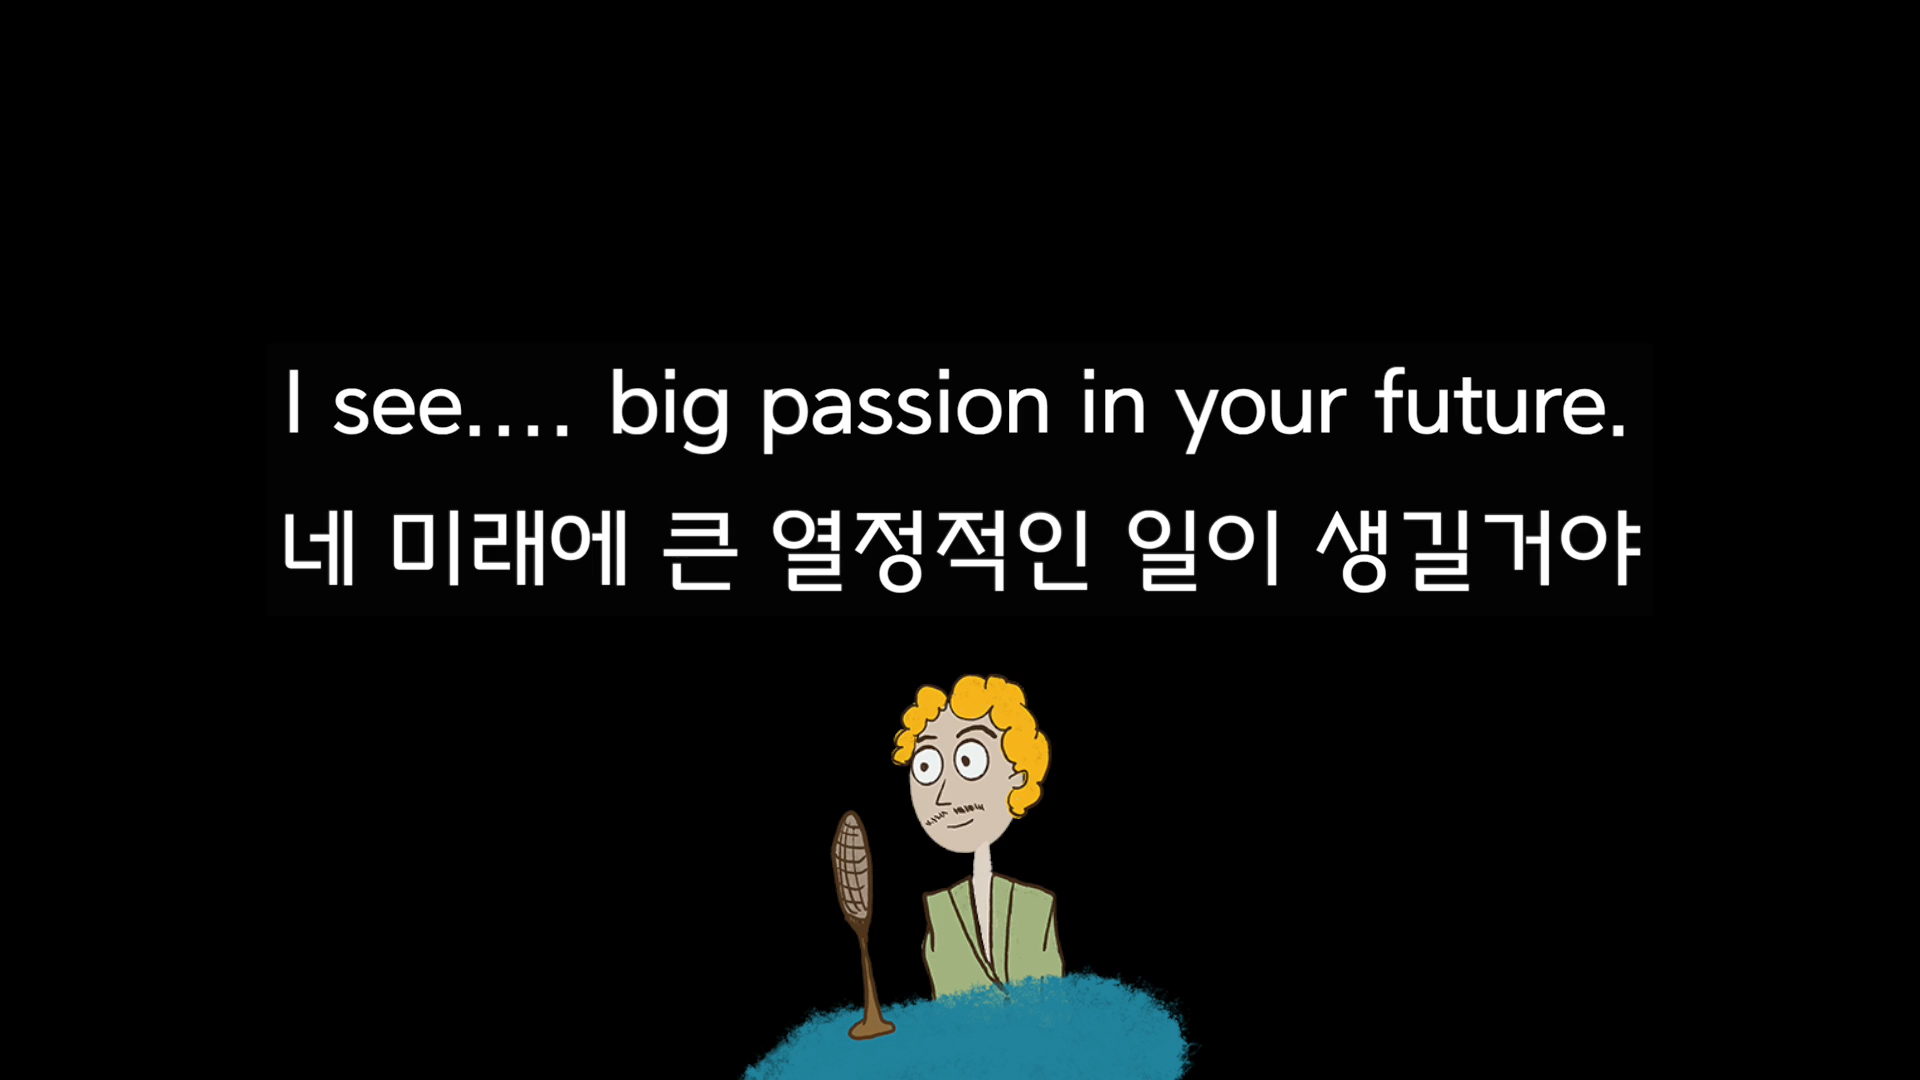 I see.... big passion in your future.
네 미래에 큰 열정적인 일이 생길거야